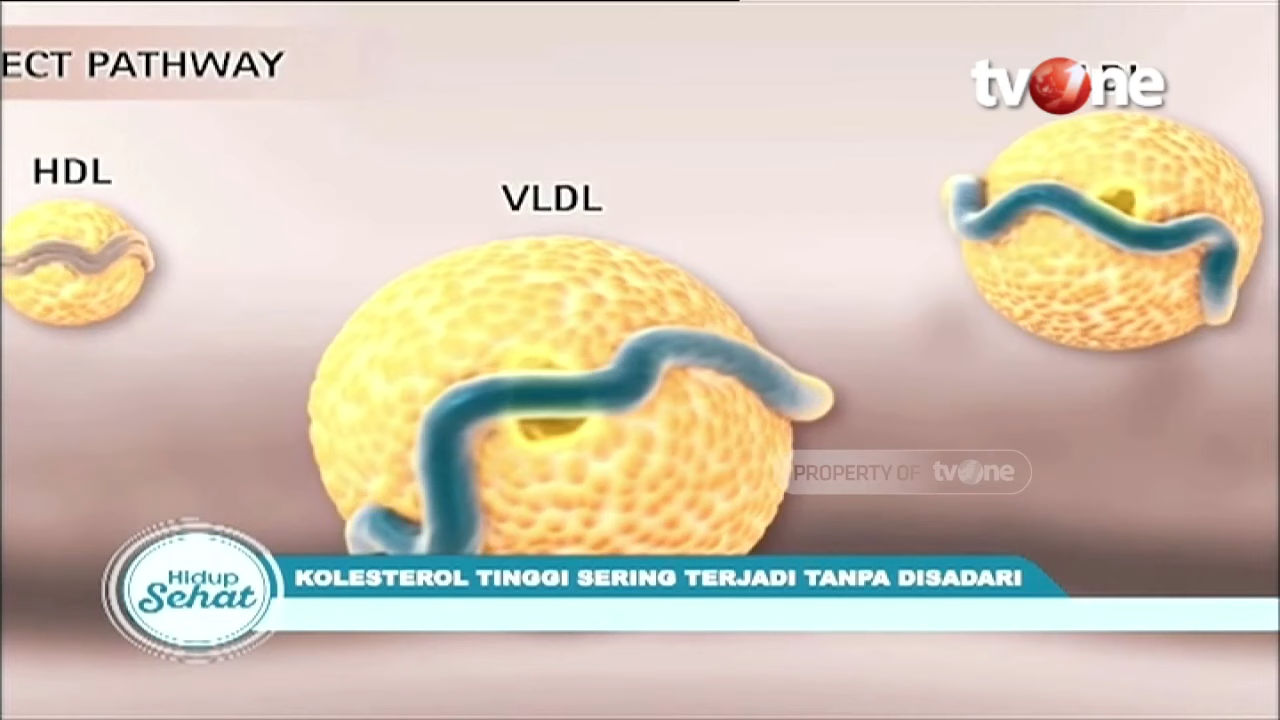 ECT PATHWAY
tvOne
HDL
VLDL
PROPERTY OF tvOne
Hidup
Sehat
KOLESTEROL TINGGI SERING TERJADI TANPA DISADARI